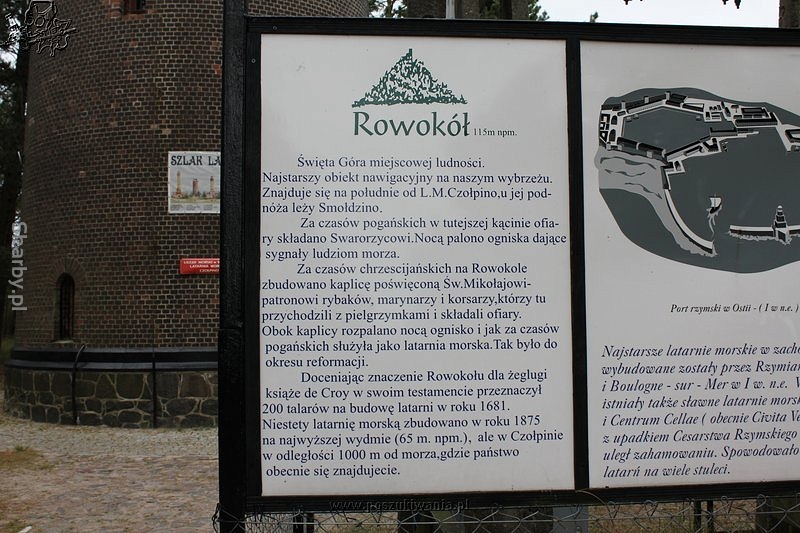 Skarby.pl
SZLAK LA
Rowokół 115m npm.
Święta Góra miejscowej ludności.
Najstarszy obiekt nawigacyjny na naszym wybrzeżu.
Znajduje się na południe od L.M.Czołpino,u jej pod-
nóża leży Smołdzino.
Za czasów pogańskich w tutejszej kącinie ofia-
ry składano Swarorzycowi.Nocą palono ogniska dające
sygnały ludziom morza.
Za czasów chrzescijańskich na Rowokole
zbudowano kaplicę poświęconą Św.Mikołajowi-
patronowi rybaków, marynarzy i korsarzy,którzy tu
przychodzili z pielgrzymkami i składali ofiary.
Obok kaplicy rozpalano nocą ognisko i jak za czasów
pogańskich służyła jako latarnia morska.Tak było do
okresu reformacji.
Doceniając znaczenie Rowokołu dla żeglugi
książe de Croy w swoim testamencie przeznaczył
200 talarów na budowę latarni w roku 1681.
Niestety latarnię morską zbudowano w roku 1875
na najwyższej wydmie (65 m. npm.), ale w Czołpinie
w odległości 1000 m od morza,gdzie państwo
obecnie się znajdujecie.
Port rzymski w Ostii - ( I w n.e. )
Najstarsze latarnie morskie w zacho
wybudowane zostały przez Rzymian
i Boulogne - sur - Mer w I w. n.e. W
istniały także sławne latarnie morsk
i Centrum Cellae ( obecnie Civita Ve
z upadkiem Cesarstwa Rzymskiego
uległ zahamowaniu. Spowodowało
latarń na wiele stuleci.
www.poszukiwania.pl